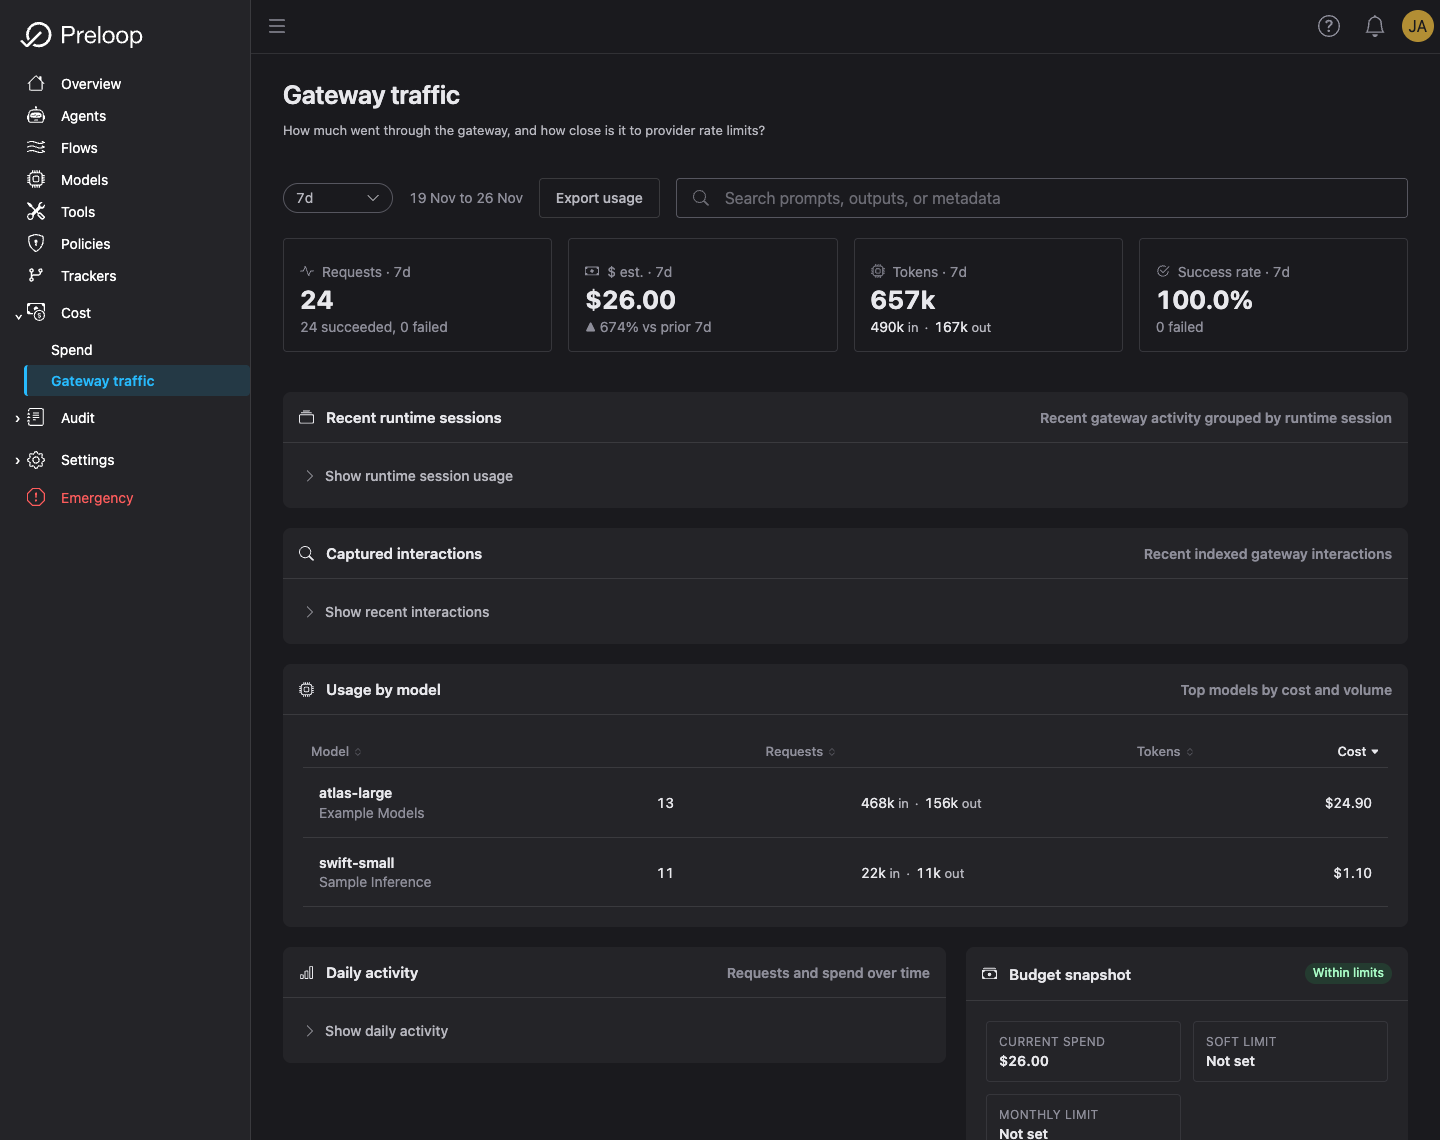 Preloop
JA
Overview
Agents
Flows
Models
Tools
Policies
Trackers
Cost
Spend
Gateway traffic
Audit
Settings
Emergency
Gateway traffic
How much went through the gateway, and how close is it to provider rate limits?
7d
19 Nov to 26 Nov
Export usage
Search prompts, outputs, or metadata
Requests · 7d
24
24 succeeded, 0 failed
$ est. · 7d
$26.00
▲ 674% vs prior 7d
Tokens · 7d
657k
490k in · 167k out
Success rate · 7d
100.0%
0 failed
Recent runtime sessions
Recent gateway activity grouped by runtime session
Show runtime session usage
Captured interactions
Recent indexed gateway interactions
Show recent interactions
Usage by model
Top models by cost and volume
Model Requests Tokens Cost
atlas-large
Example Models
13 468k in · 156k out $24.90
swift-small
Sample Inference
11 22k in · 11k out $1.10
Daily activity
Requests and spend over time
Show daily activity
Budget snapshot
Within limits
CURRENT SPEND
$26.00
SOFT LIMIT
Not set
MONTHLY LIMIT
Not set